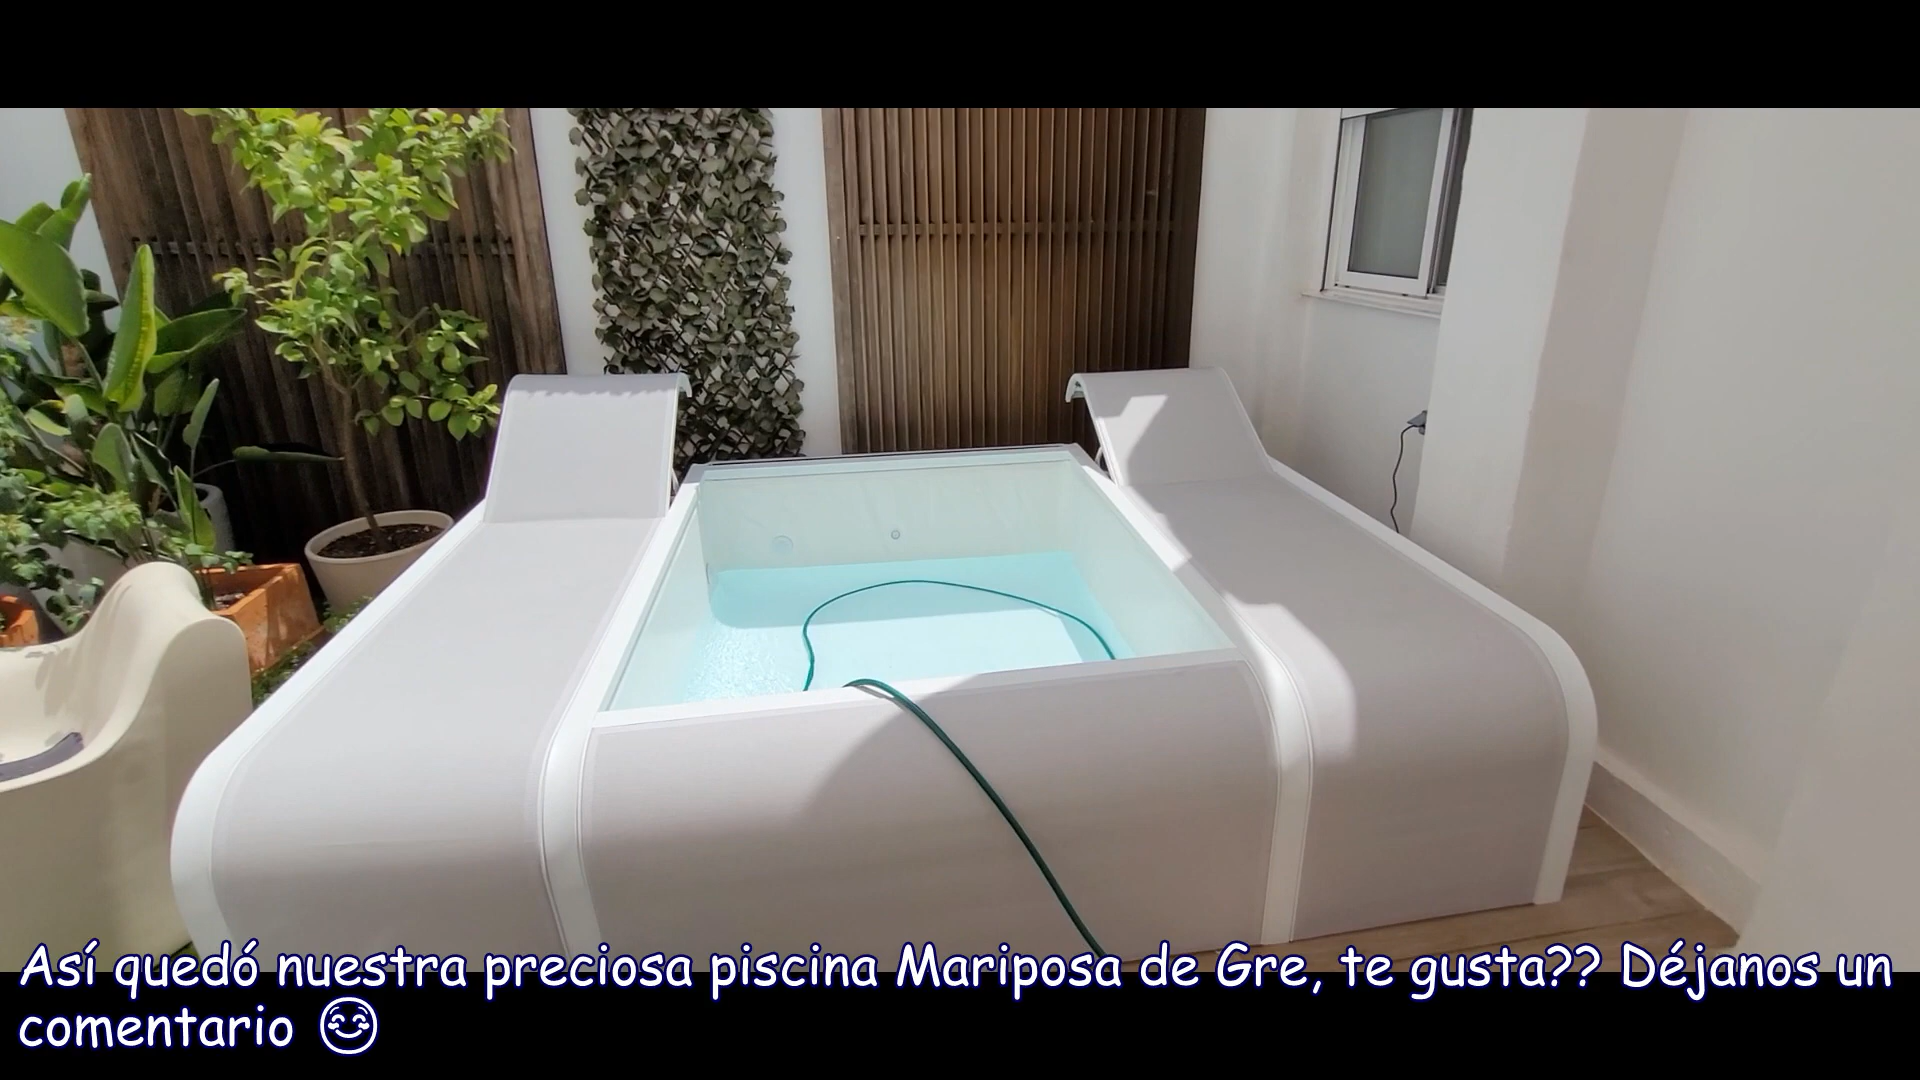 Así quedó nuestra preciosa piscina Mariposa de Gre, te gusta?? Déjanos un
comentario 😊